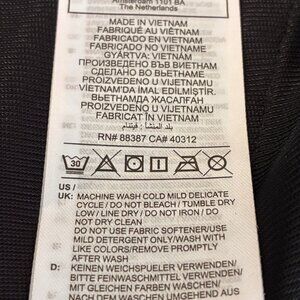 Amsterdam 1101 BA
The Netherlands
MADE IN VIETNAM
FABRIQUÉ AU VIÊTNAM
FABRICADO EN VIETNAM
FABRICADO NO VIETNAME
GYÁRTVA: VIETNAM
ПРОИЗВЕДЕНО ВЪВ ВИЕТНАМ
СДЕЛАНО ВО ВЬЕТНАМЕ
PROIZVEDENO U VIJETNAMU
VİETNAM'DA İMAL EDİLMİŞTİR.
ВЬЕТНАМДА ЖАСАЛҒАН
PROIZVEDENO U VIJETNAMU
FABRICAT ÎN VIETNAM
بلد المنشأ : فيتنام
RN# 88387 CA# 40312
30
US /
UK: MACHINE WASH COLD MILD DELICATE
CYCLE / DO NOT BLEACH / TUMBLE DRY
LOW / LINE DRY / DO NOT IRON / DO
NOT DRY CLEAN
DO NOT USE FABRIC SOFTENER/USE
MILD DETERGENT ONLY/WASH WITH
LIKE COLORS/REMOVE PROMPTLY
AFTER WASH
D: KEINEN WEICHSPUELER VERWENDEN/
BITTE FEINWASCHMITTEL VERWENDEN/
MIT GLEICHEN FARBEN WASCHEN/
NACH DEM WASCHEN UMGEHEND AUS